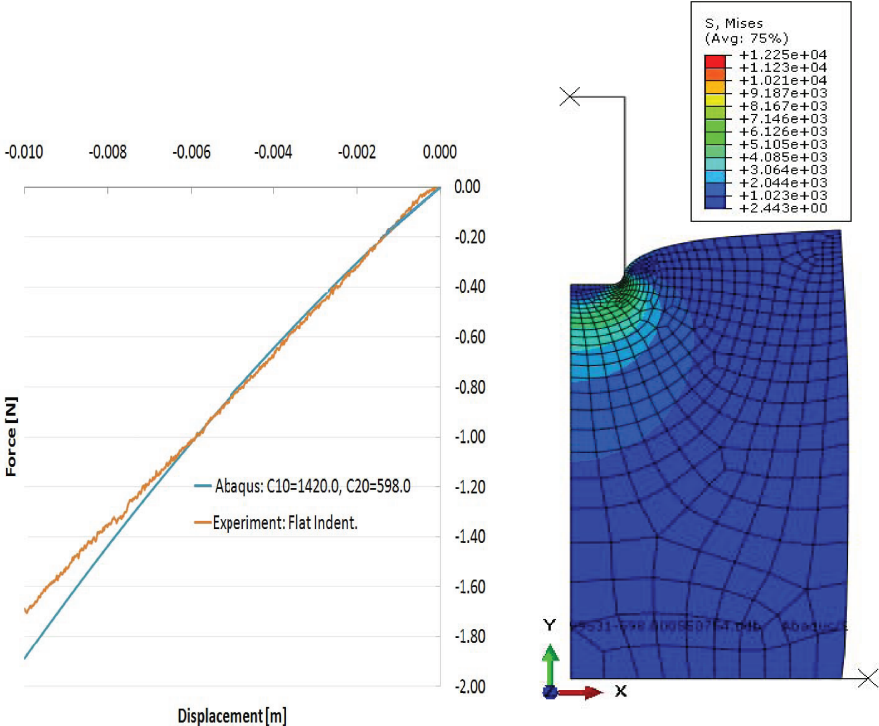 -0.010 -0.008 -0.006 -0.004 -0.002 0.000
0.00
-0.20
-0.40
-0.60
-0.80
-1.00
-1.20
-1.40
-1.60
-1.80
-2.00
Force [N]
Abaqus: C10=1420.0, C20=598.0
Experiment: Flat Indent.
Displacement [m]
S, Mises
(Avg: 75%)
+1.225e+04
+1.123e+04
+1.021e+04
+9.187e+03
+8.167e+03
+7.146e+03
+6.126e+03
+5.105e+03
+4.085e+03
+3.064e+03
+2.044e+03
+1.023e+03
+2.443e+00
Y
X